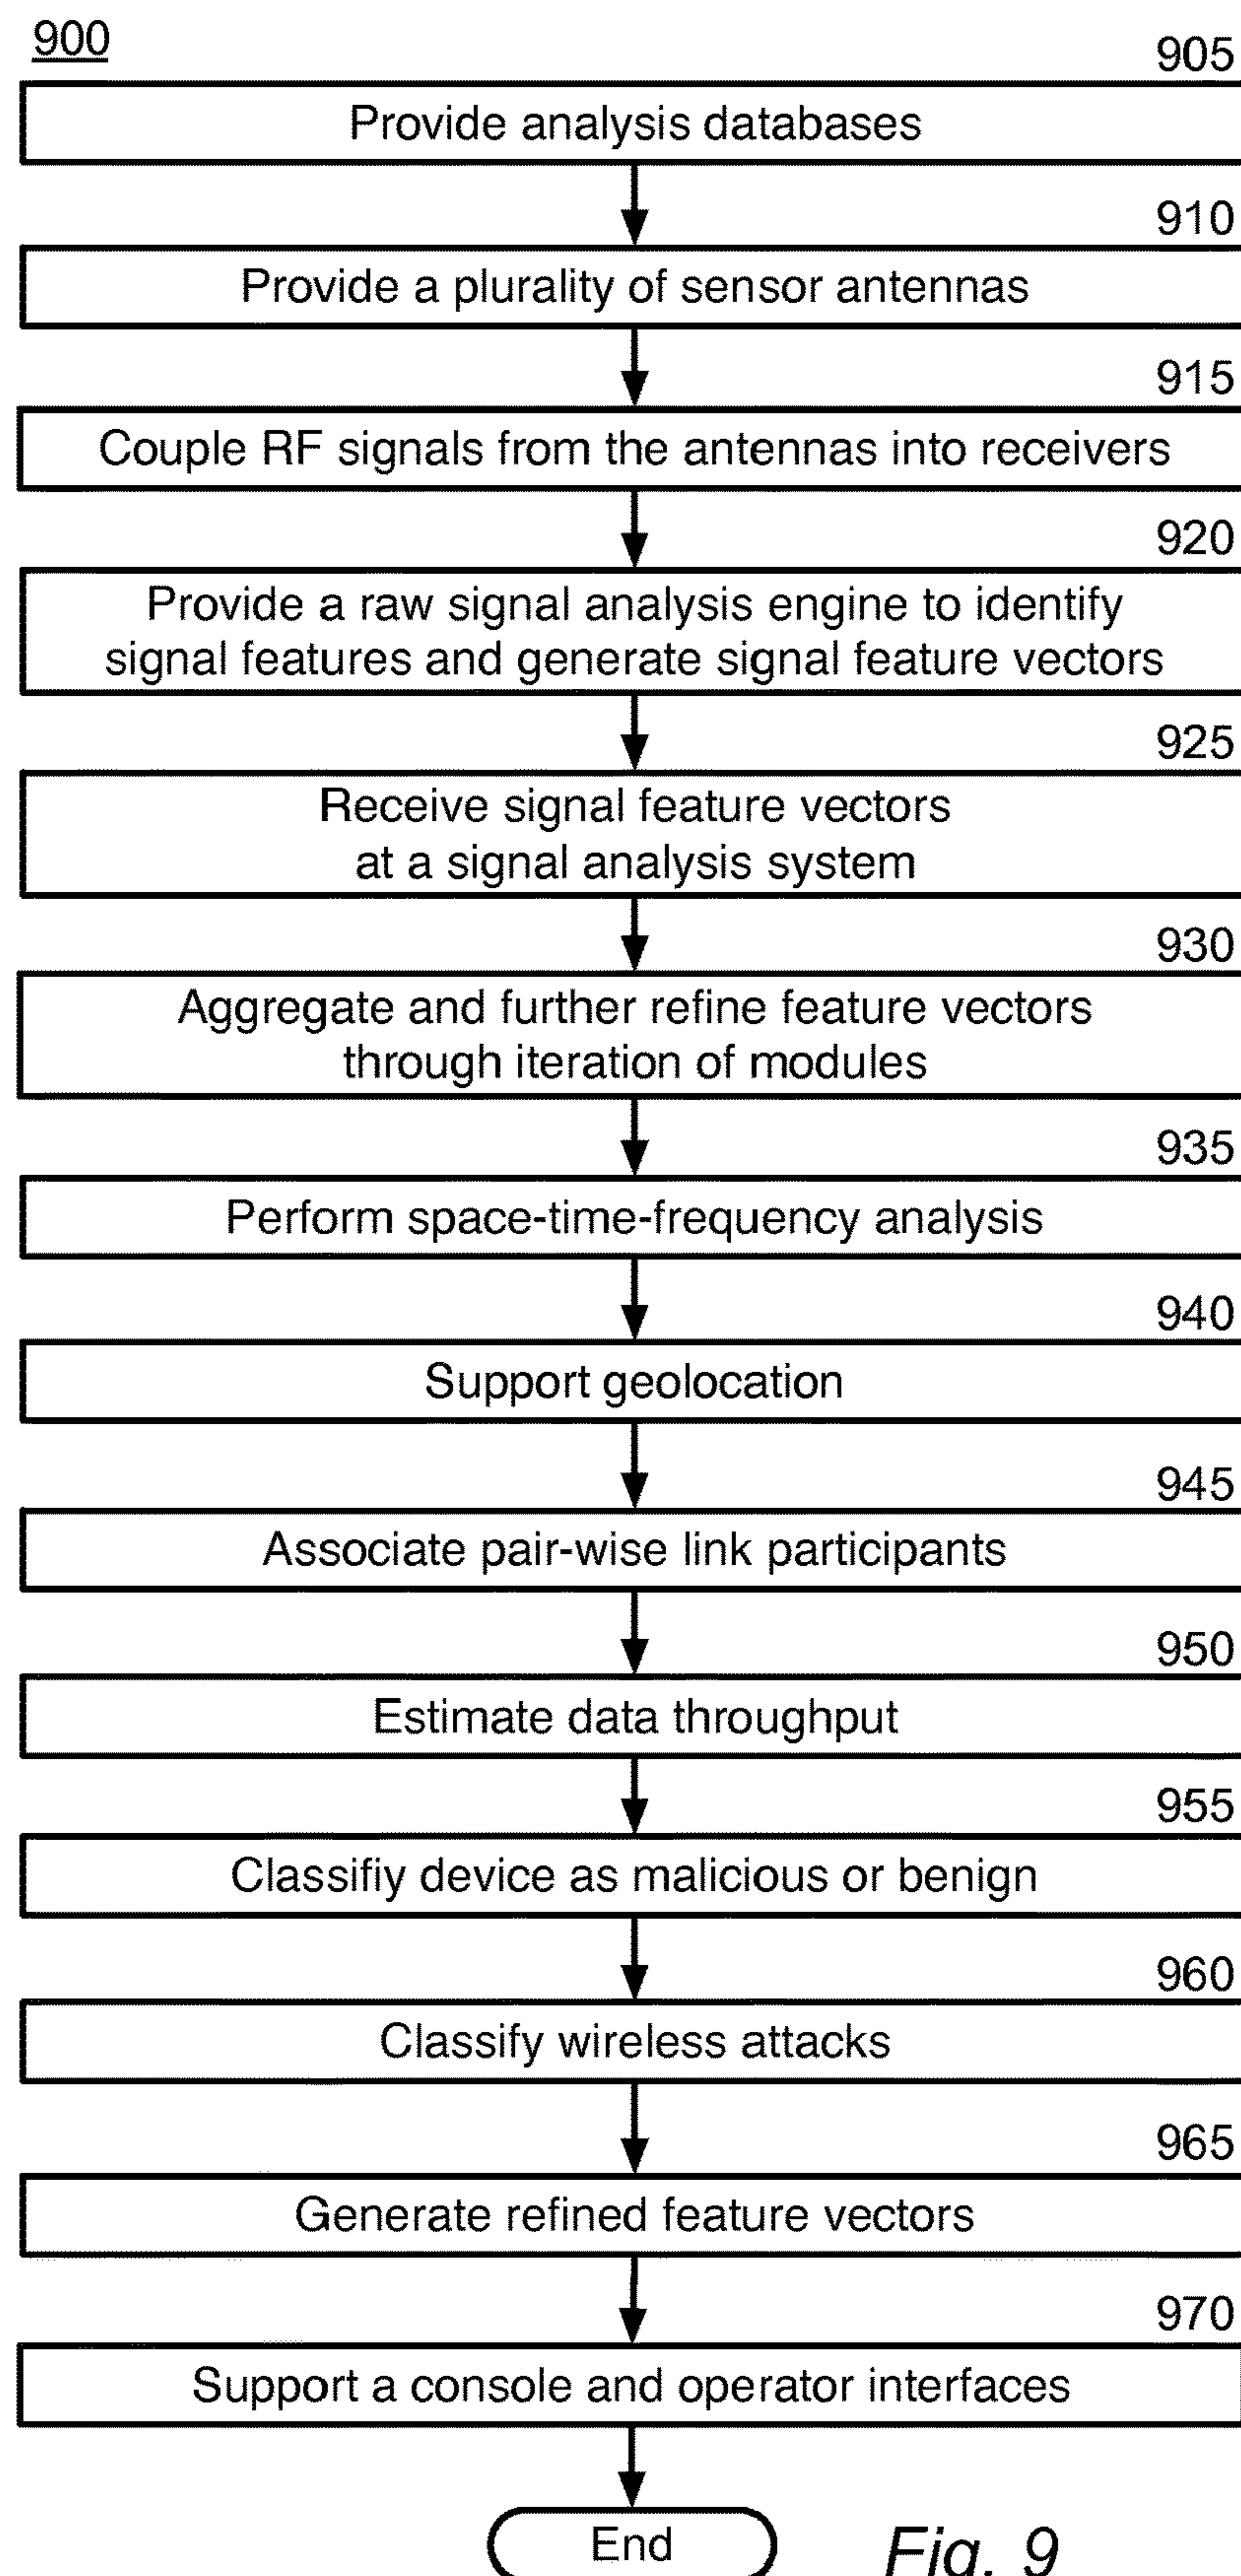 900
905
Provide analysis databases
910
Provide a plurality of sensor antennas
915
Couple RF signals from the antennas into receivers
920
Provide a raw signal analysis engine to identify
signal features and generate signal feature vectors
925
Receive signal feature vectors
at a signal analysis system
930
Aggregate and further refine feature vectors
through iteration of modules
935
Perform space-time-frequency analysis
940
Support geolocation
945
Associate pair-wise link participants
950
Estimate data throughput
955
Classifiy device as malicious or benign
960
Classify wireless attacks
965
Generate refined feature vectors
970
Support a console and operator interfaces
End
Fig. 9